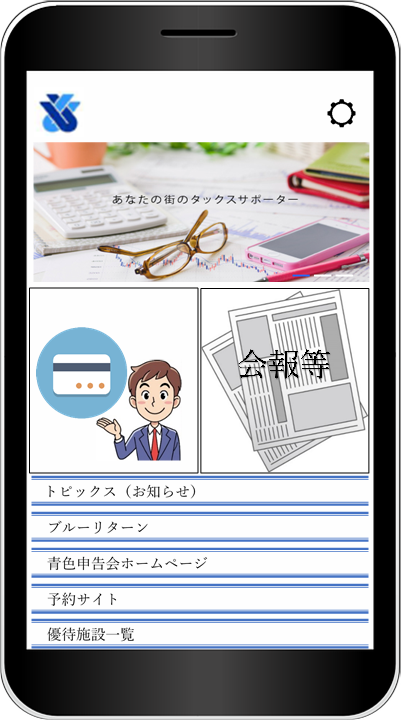 あなたの街のタックスサポーター
会報等
トピックス（お知らせ）
ブルーリターン
青色申告会ホームページ
予約サイト
優待施設一覧